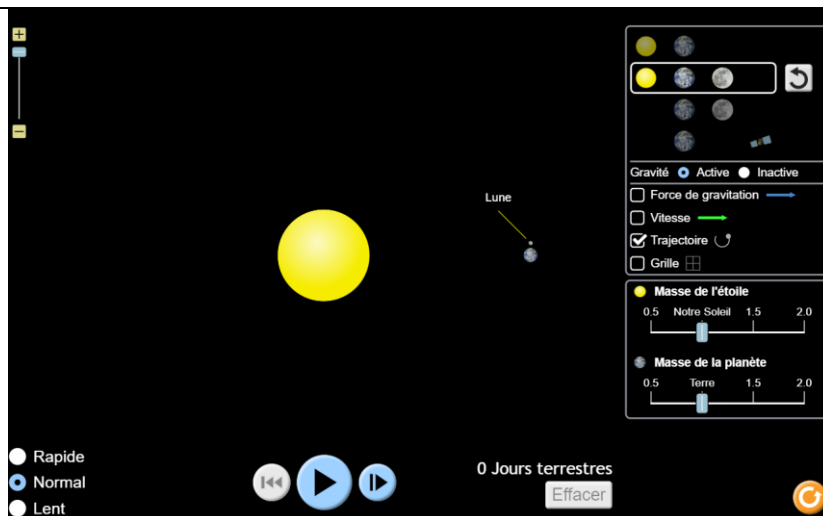 +
−
Lune
Gravité Active Inactive
Force de gravitation
Vitesse
Trajectoire
Grille
Masse de l'étoile
0.5 Notre Soleil 1.5 2.0
Masse de la planète
0.5 Terre 1.5 2.0
Rapide
Normal
Lent
0 Jours terrestres
Effacer